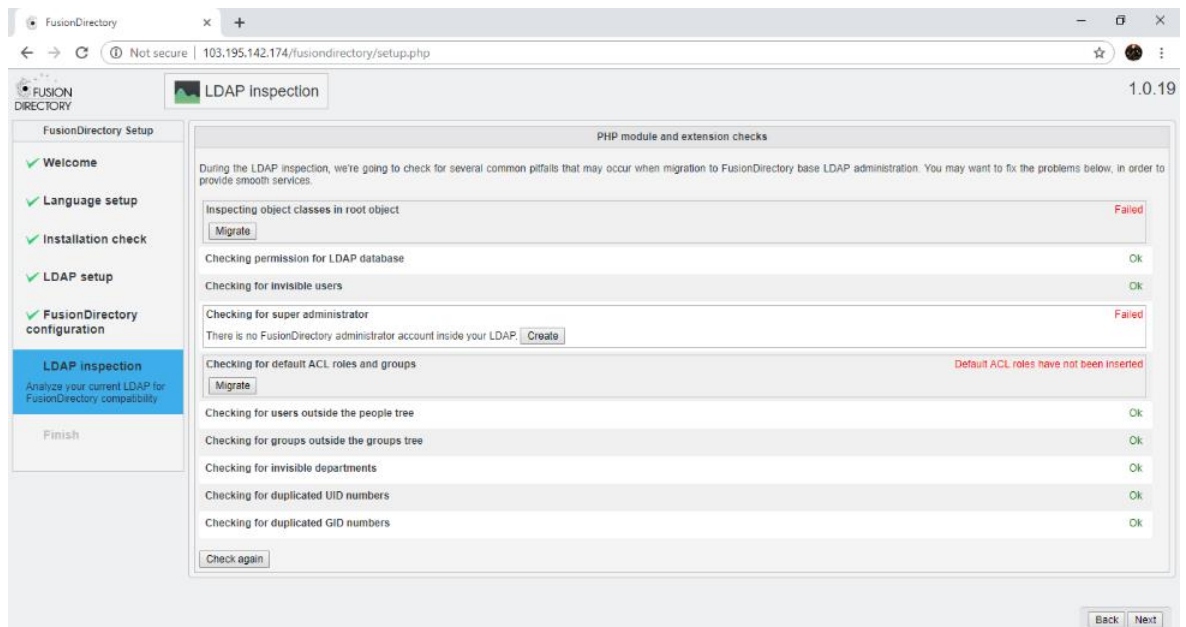 FusionDirectory
Not secure | 103.195.142.174/fusiondirectory/setup.php
FUSION
DIRECTORY
LDAP inspection
1.0.19
FusionDirectory Setup
Welcome
Language setup
Installation check
LDAP setup
FusionDirectory
configuration
LDAP inspection
Analyze your current LDAP for
FusionDirectory compatibility
Finish
PHP module and extension checks
During the LDAP inspection, we're going to check for several common pitfalls that may occur when migration to FusionDirectory base LDAP administration. You may want to fix the problems below, in order to
provide smooth services.
Inspecting object classes in root object Failed
Migrate
Checking permission for LDAP database Ok
Checking for invisible users Ok
Checking for super administrator Failed
There is no FusionDirectory administrator account inside your LDAP. Create
Checking for default ACL roles and groups Default ACL roles have not been inserted
Migrate
Checking for users outside the people tree Ok
Checking for groups outside the groups tree Ok
Checking for invisible departments Ok
Checking for duplicated UID numbers Ok
Checking for duplicated GID numbers Ok
Check again
Back Next